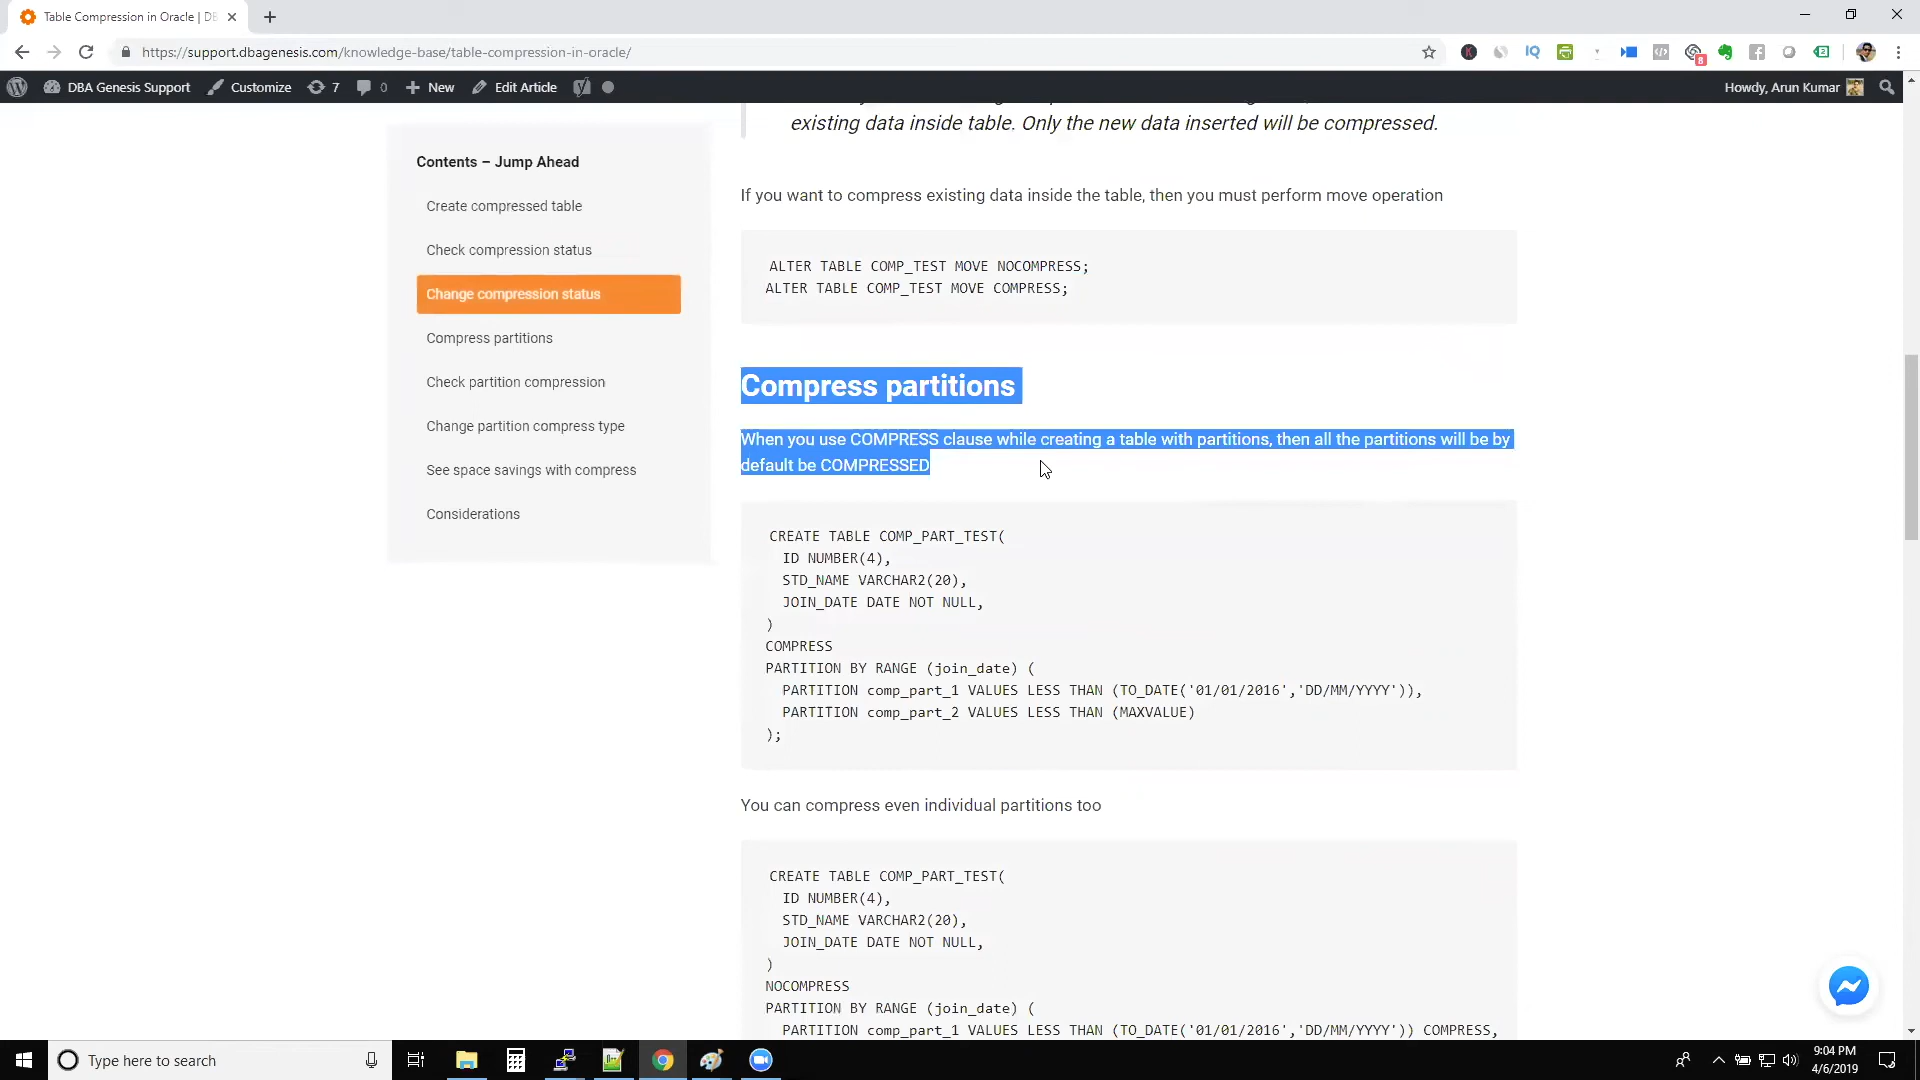 Table Compression in Oracle | DB
https://support.dbagenesis.com/knowledge-base/table-compression-in-oracle/
IQ
8
2
DBA Genesis Support
Customize
7
0
New
Edit Article
Howdy, Arun Kumar
Contents – Jump Ahead
Create compressed table
Check compression status
Change compression status
Compress partitions
Check partition compression
Change partition compress type
See space savings with compress
Considerations
existing data inside table. Only the new data inserted will be compressed.
If you want to compress existing data inside the table, then you must perform move operation
ALTER TABLE COMP_TEST MOVE NOCOMPRESS;
ALTER TABLE COMP_TEST MOVE COMPRESS;
Compress partitions
When you use COMPRESS clause while creating a table with partitions, then all the partitions will be by
default be COMPRESSED
CREATE TABLE COMP_PART_TEST(
ID NUMBER(4),
STD_NAME VARCHAR2(20),
JOIN_DATE DATE NOT NULL,
)
COMPRESS
PARTITION BY RANGE (join_date) (
PARTITION comp_part_1 VALUES LESS THAN (TO_DATE('01/01/2016','DD/MM/YYYY')),
PARTITION comp_part_2 VALUES LESS THAN (MAXVALUE)
);
You can compress even individual partitions too
CREATE TABLE COMP_PART_TEST(
ID NUMBER(4),
STD_NAME VARCHAR2(20),
JOIN_DATE DATE NOT NULL,
)
NOCOMPRESS
PARTITION BY RANGE (join_date) (
PARTITION comp_part_1 VALUES LESS THAN (TO_DATE('01/01/2016','DD/MM/YYYY')) COMPRESS,
Type here to search
9:04 PM
4/6/2019